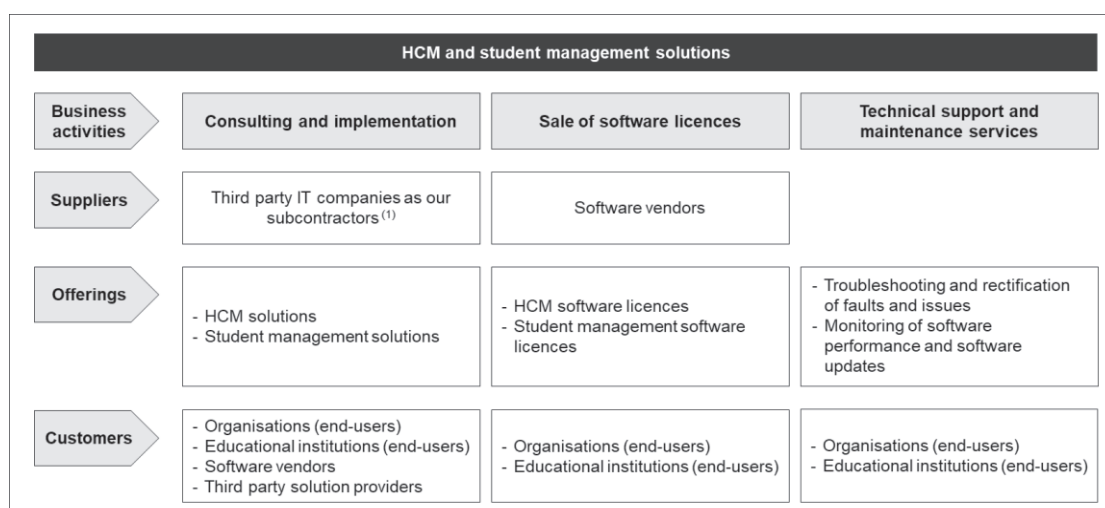 HCM and student management solutions
Business
activities
Consulting and implementation
Sale of software licences
Technical support and
maintenance services
Suppliers
Third party IT companies as our
subcontractors (1)
Software vendors
Offerings
- HCM solutions
- Student management solutions
- HCM software licences
- Student management software
licences
- Troubleshooting and rectification
of faults and issues
- Monitoring of software
performance and software
updates
Customers
- Organisations (end-users)
- Educational institutions (end-users)
- Software vendors
- Third party solution providers
- Organisations (end-users)
- Educational institutions (end-users)
- Organisations (end-users)
- Educational institutions (end-users)